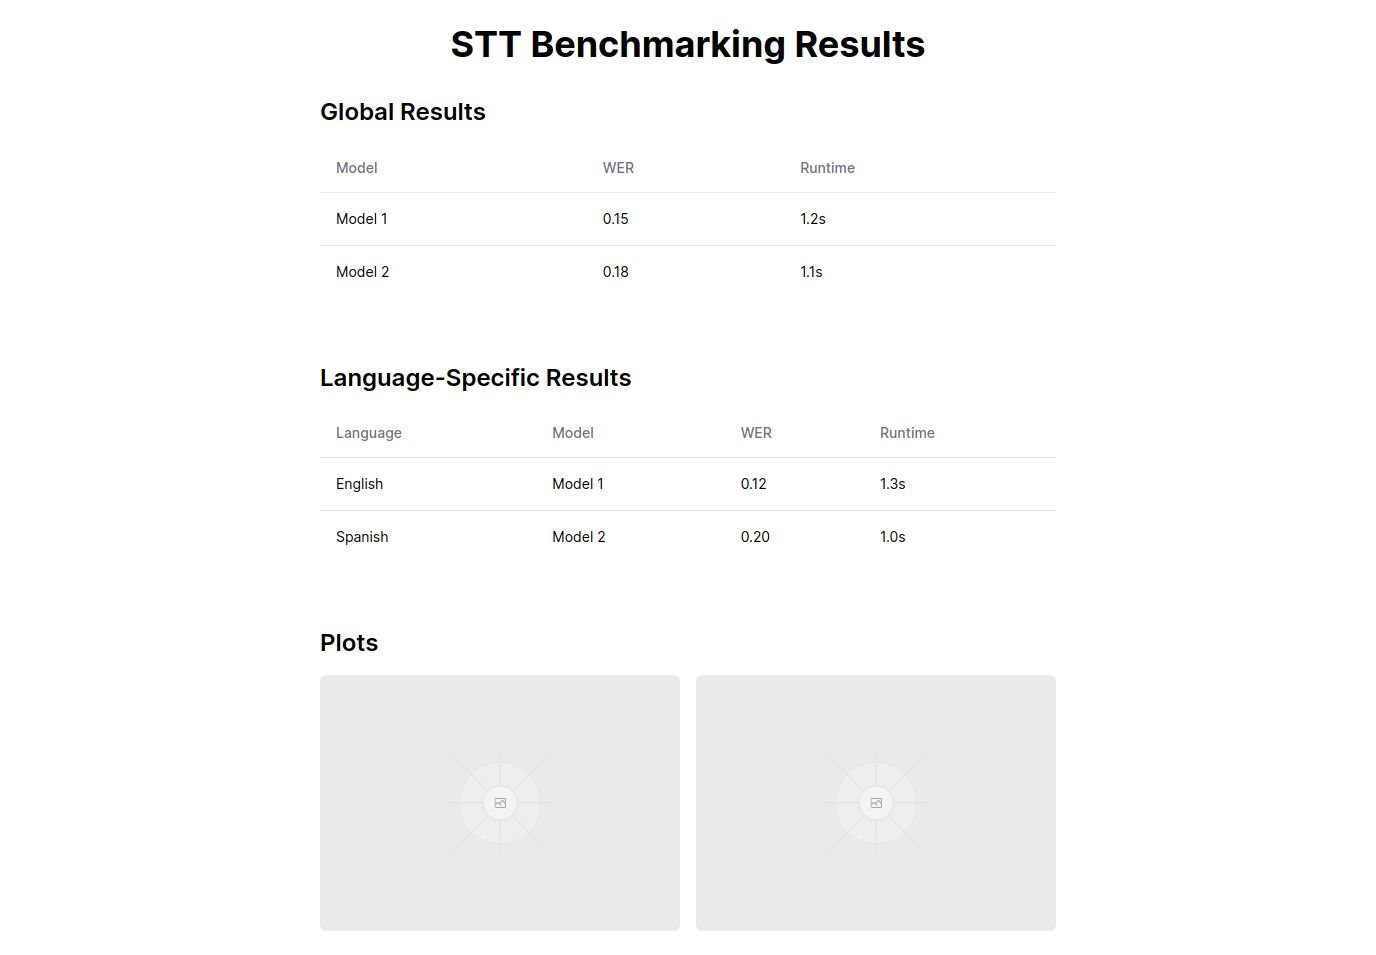 STT Benchmarking Results
Global Results
Model WER Runtime
Model 1 0.15 1.2s
Model 2 0.18 1.1s
Language-Specific Results
Language Model WER Runtime
English Model 1 0.12 1.3s
Spanish Model 2 0.20 1.0s
Plots